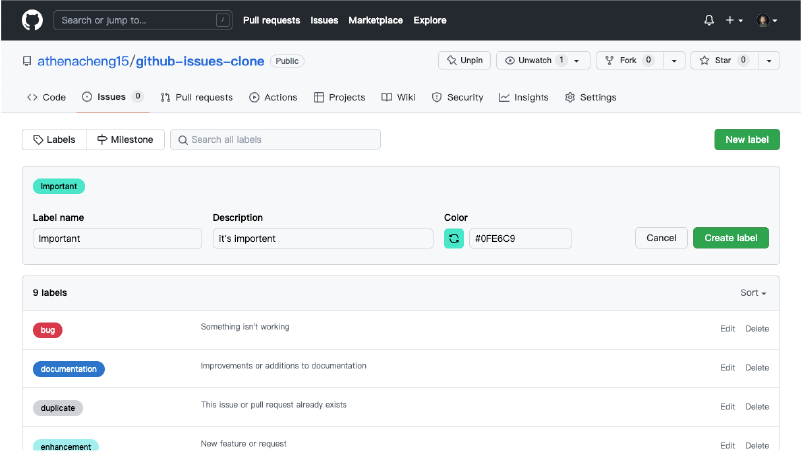 Search or jump to... / Pull requests Issues Marketplace Explore
athenacheng15/github-issues-clone Public Unpin Unwatch 1 Fork 0 Star 0
Code Issues 0 Pull requests Actions Projects Wiki Security Insights Settings
Labels Milestone Search all labels New label
Important
Label name Description Color
Important it's importent #0FE6C9 Cancel Create label
9 labels Sort
bug Something isn't working Edit Delete
documentation Improvements or additions to documentation Edit Delete
duplicate This issue or pull request already exists Edit Delete
enhancement New feature or request Edit Delete